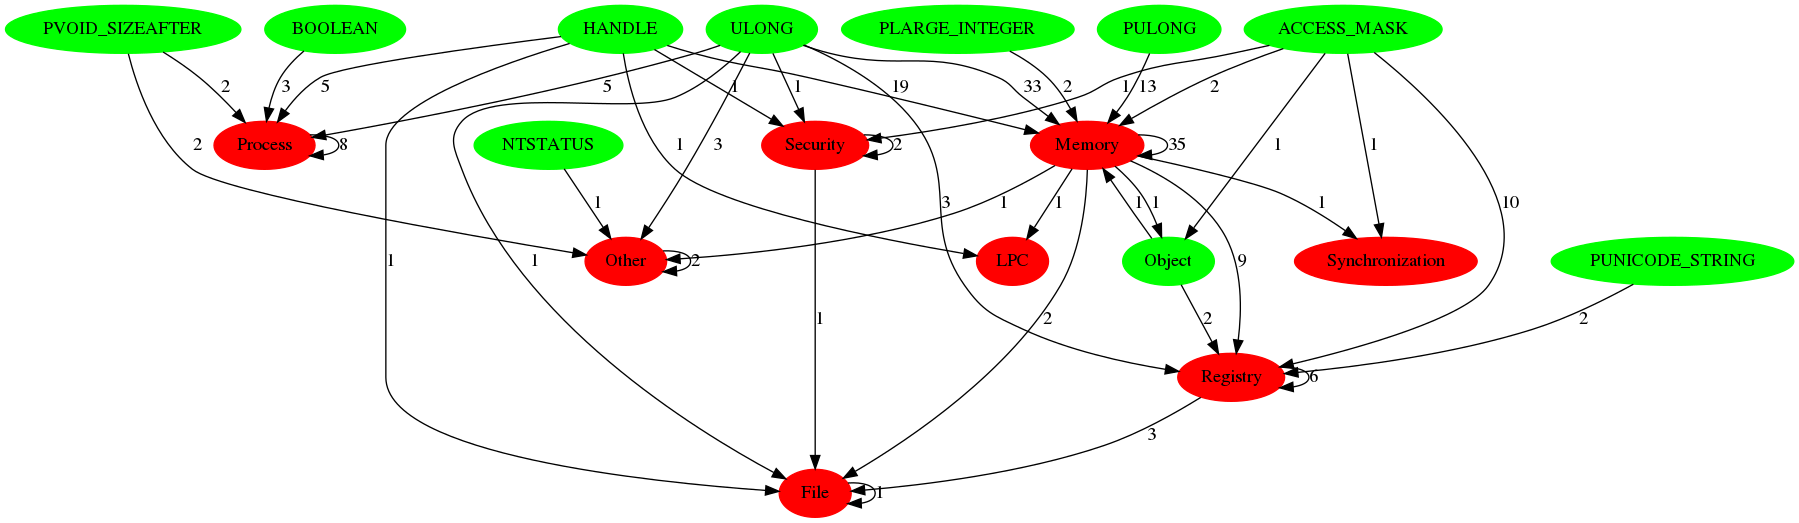 PVOID_SIZEAFTER BOOLEAN HANDLE ULONG PLARGE_INTEGER PULONG ACCESS_MASK
2 3 5 5 1 1 19 33 2 13 1 2
Process 8 NTSTATUS Security 2 Memory 35
2 1 3 1 3 1 1 1 1 1 1 1 10
Other 2 LPC Object Synchronization PUNICODE_STRING
1 1 9
1 2 2 2
Registry 6
3
File 1